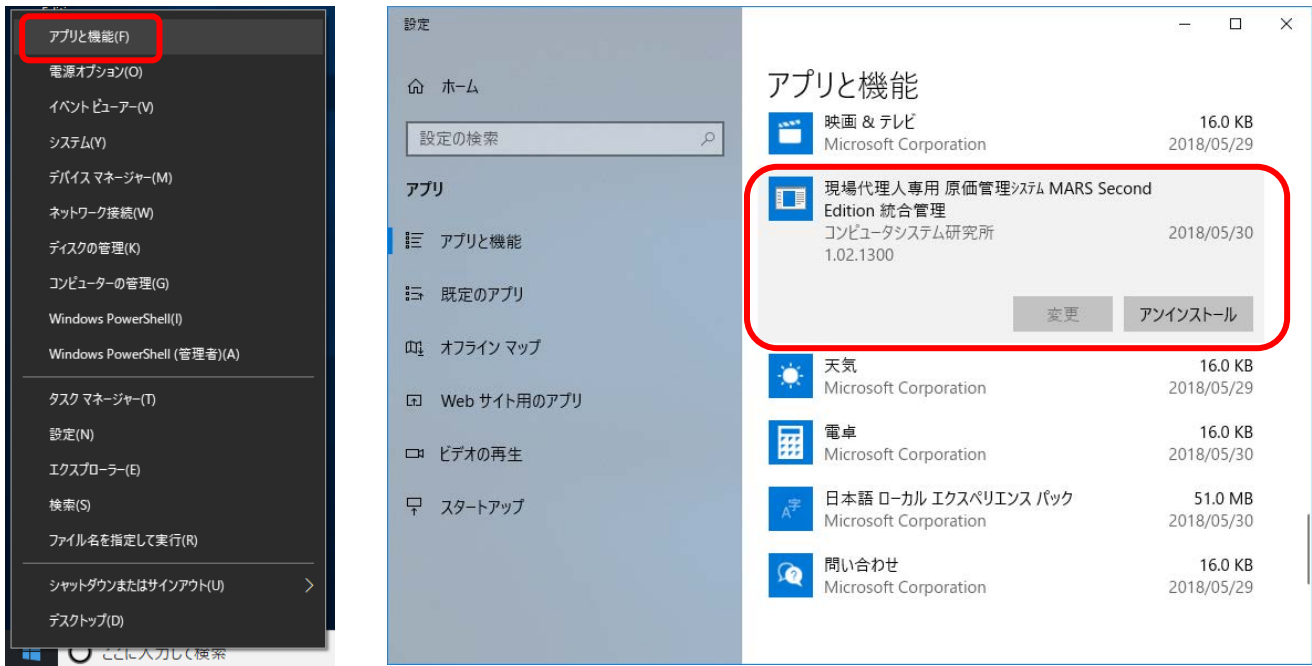 アプリと機能(F)
電源オプション(O)
イベント ビューアー(V)
システム(Y)
デバイス マネージャー(M)
ネットワーク接続(W)
ディスクの管理(K)
コンピューターの管理(G)
Windows PowerShell(I)
Windows PowerShell (管理者)(A)
タスク マネージャー(T)
設定(N)
エクスプローラー(E)
検索(S)
ファイル名を指定して実行(R)
シャットダウンまたはサインアウト(U)
デスクトップ(D)
ここに入力して検索
設定
ホーム
設定の検索
アプリ
アプリと機能
既定のアプリ
オフライン マップ
Web サイト用のアプリ
ビデオの再生
スタートアップ
アプリと機能
映画 & テレビ 16.0 KB
Microsoft Corporation 2018/05/29
現場代理人専用 原価管理ｼｽﾃﾑ MARS Second
Edition 統合管理
コンピュータシステム研究所 2018/05/30
1.02.1300
変更 アンインストール
天気 16.0 KB
Microsoft Corporation 2018/05/29
電卓 16.0 KB
Microsoft Corporation 2018/05/30
日本語 ローカル エクスペリエンス パック 51.0 MB
Microsoft Corporation 2018/05/30
問い合わせ 16.0 KB
Microsoft Corporation 2018/05/29